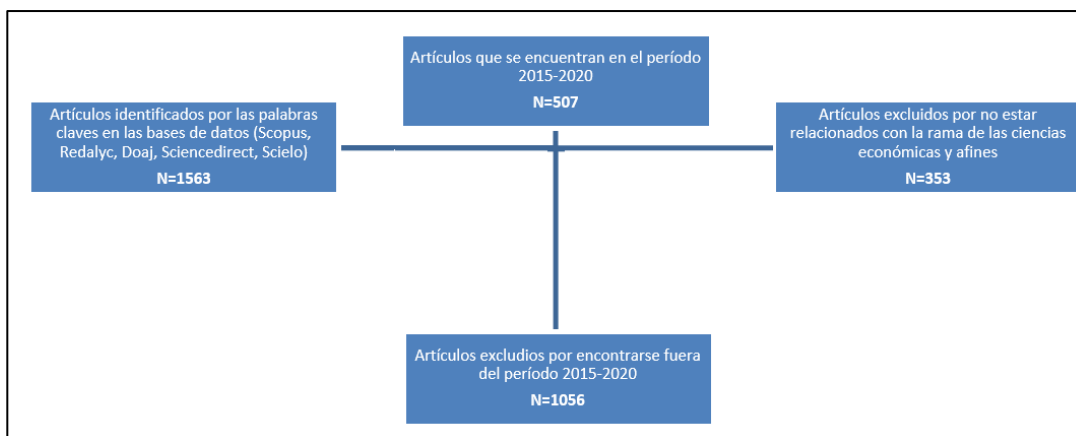 Artículos que se encuentran en el período
2015-2020
N=507
Artículos identificados por las palabras
claves en las bases de datos (Scopus,
Redalyc, Doaj, Sciencedirect, Scielo)
N=1563
Artículos excluidos por no estar
relacionados con la rama de las ciencias
económicas y afines
N=353
Artículos excludios por encontrarse fuera
del período 2015-2020
N=1056